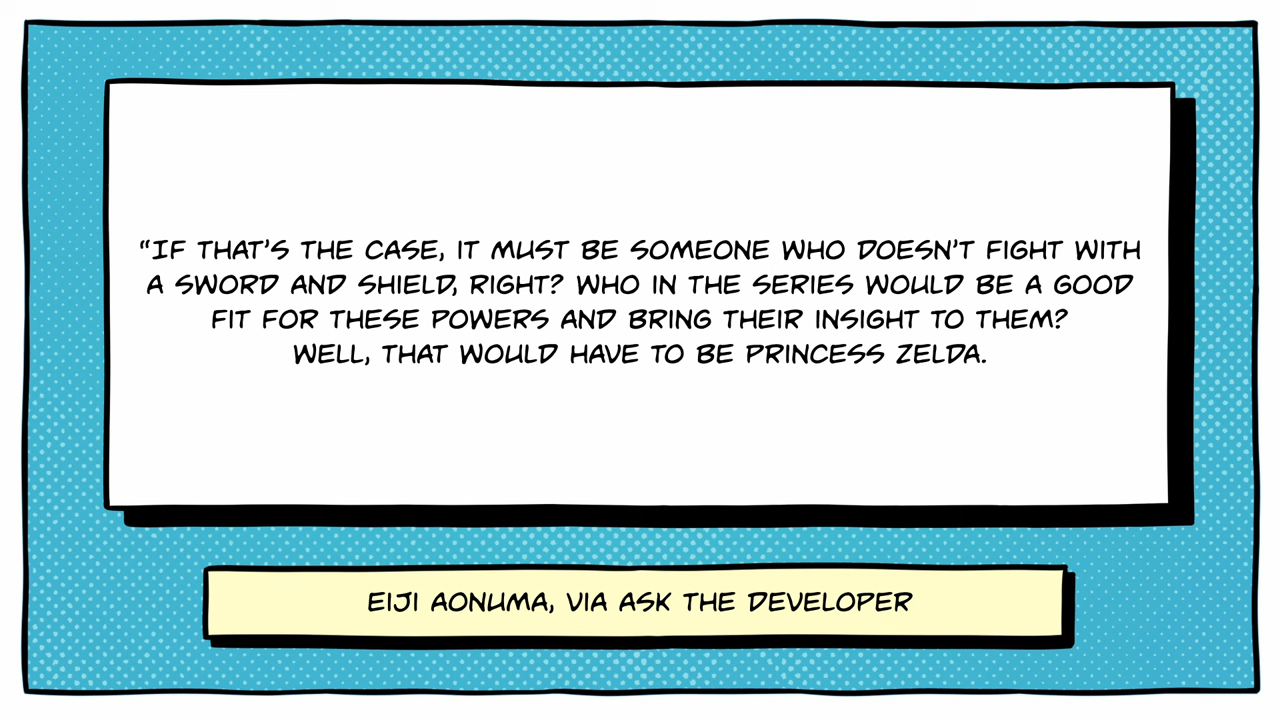 “IF THAT’S THE CASE, IT MUST BE SOMEONE WHO DOESN’T FIGHT WITH
A SWORD AND SHIELD, RIGHT? WHO IN THE SERIES WOULD BE A GOOD
FIT FOR THESE POWERS AND BRING THEIR INSIGHT TO THEM?
WELL, THAT WOULD HAVE TO BE PRINCESS ZELDA.
EIJI AONUMA, VIA ASK THE DEVELOPER